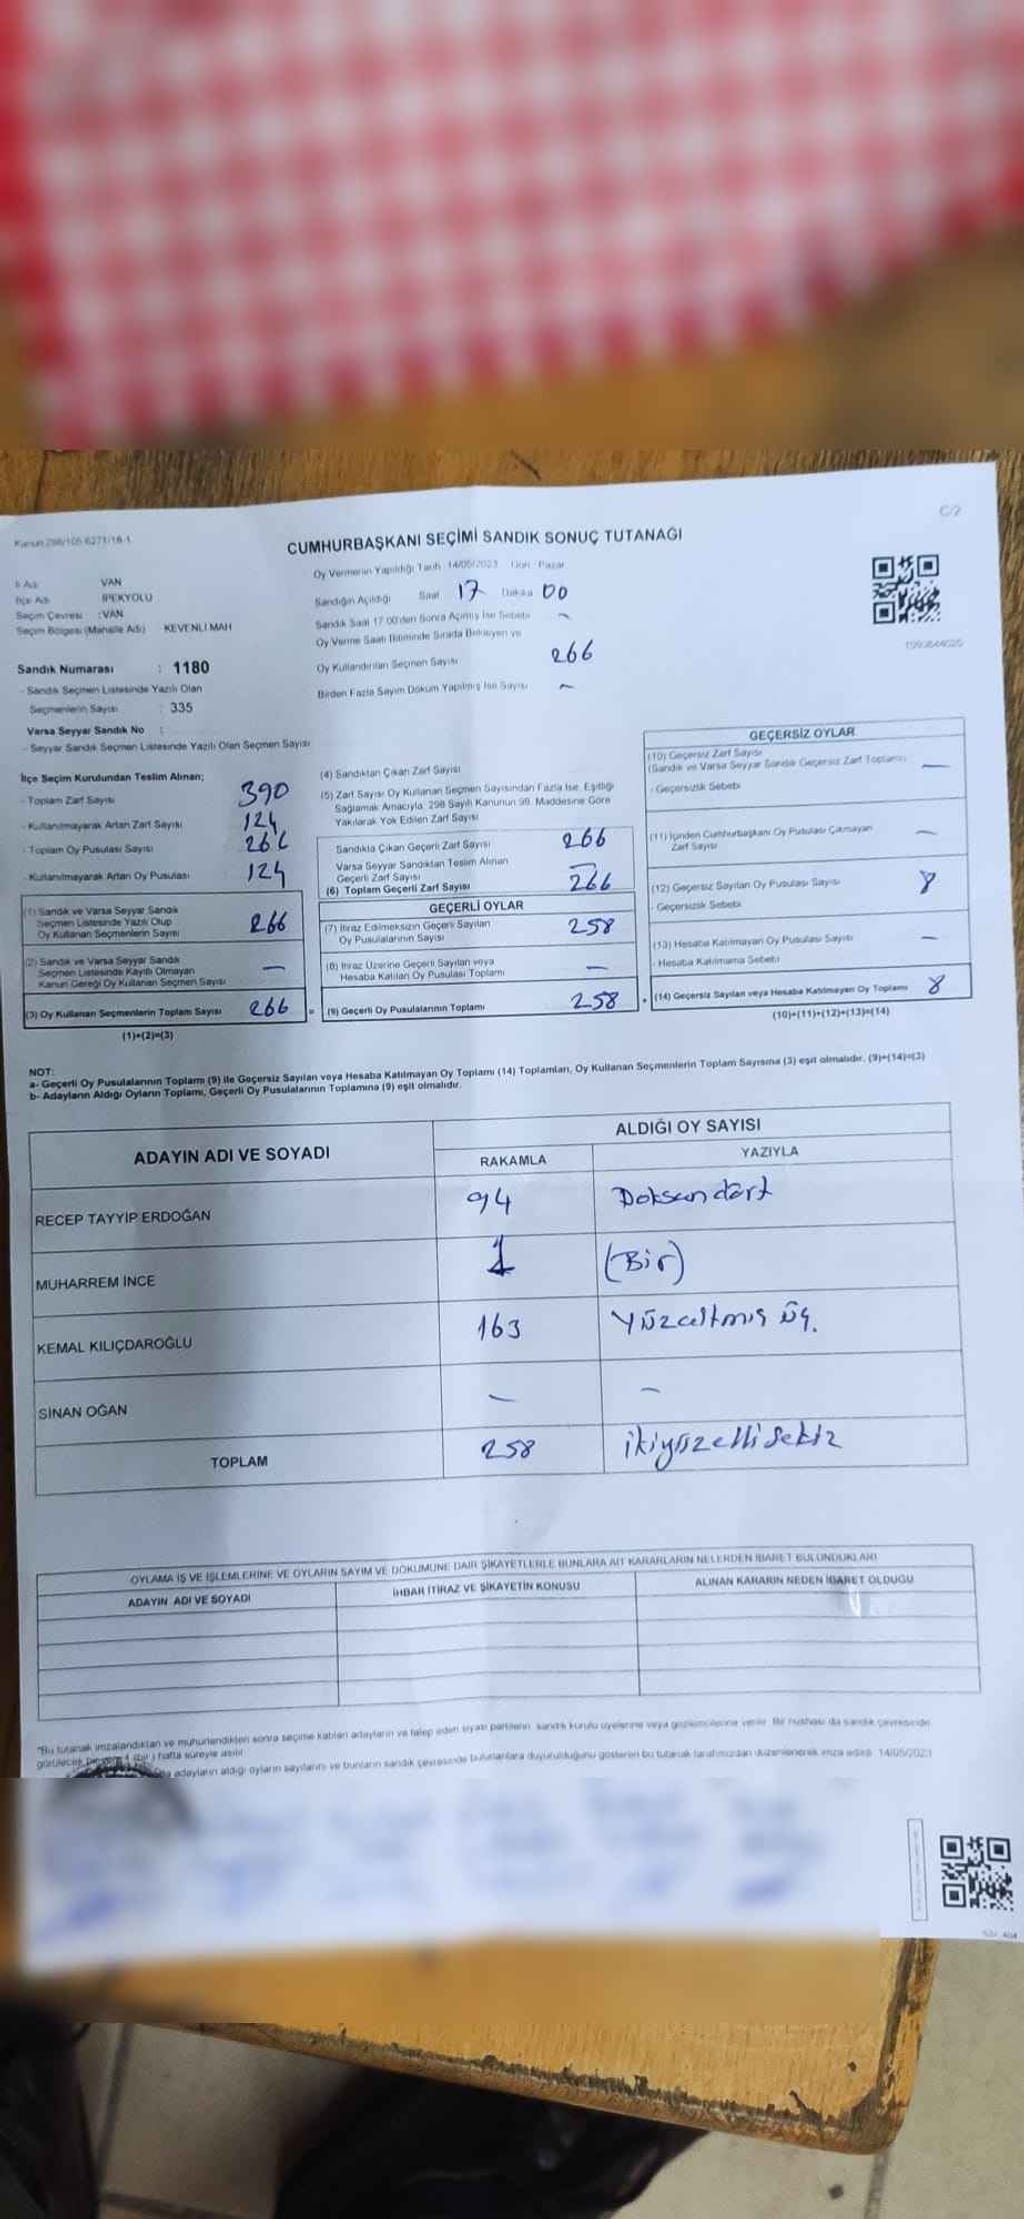 Kanun 298/105 6271/18-1
C/2
CUMHURBAŞKANI SEÇİMİ SANDIK SONUÇ TUTANAĞI
İl Adı : VAN
İlçe Adı : İPEKYOLU
Seçim Çevresi : VAN
Seçim Bölgesi (Mahalle Adı) KEVENLİ MAH
Sandık Numarası : 1180
- Sandık Seçmen Listesinde Yazılı Olan
Seçmenlerin Sayısı : 335
Varsa Seyyar Sandık No :
- Seyyar Sandık Seçmen Listesinde Yazılı Olan Seçmen Sayısı
Oy Vermenin Yapıldığı Tarih : 14/05/2023 Gün : Pazar
Sandığın Açıldığı Saat 17 Dakika 00
Sandık Saat 17.00'den Sonra Açılmış İse Sebebi –
Oy Verme Saati Bitiminde Sırada Bekleyen ve
Oy Kullandırılan Seçmen Sayısı 266
Birden Fazla Sayım Döküm Yapılmış İse Sayısı –
İlçe Seçim Kurulundan Teslim Alınan;
- Toplam Zarf Sayısı 390
- Kullanılmayarak Artan Zarf Sayısı 124
- Toplam Oy Pusulası Sayısı
- Kullanılmayarak Artan Oy Pusulası 124
(1) Sandık ve Varsa Seyyar Sandık
Seçmen Listesinde Yazılı Olup
Oy Kullanan Seçmenlerin Sayısı 266
(2) Sandık ve Varsa Seyyar Sandık
Seçmen Listesinde Kayıtlı Olmayan
Kanun Gereği Oy Kullanan Seçmen Sayısı –
(3) Oy Kullanan Seçmenlerin Toplam Sayısı 266
(1)+(2)=(3)
(4) Sandıktan Çıkan Zarf Sayısı
(5) Zarf Sayısı Oy Kullanan Seçmen Sayısından Fazla İse, Eşitliği
Sağlamak Amacıyla, 298 Sayılı Kanunun 98. Maddesine Göre
Yakılarak Yok Edilen Zarf Sayısı
Sandıkta Çıkan Geçerli Zarf Sayısı 266
Varsa Seyyar Sandıktan Teslim Alınan
Geçerli Zarf Sayısı –
(6) Toplam Geçerli Zarf Sayısı 266
GEÇERLİ OYLAR
(7) İtiraz Edilmeksizin Geçerli Sayılan
Oy Pusulalarının Sayısı 258
(8) İtiraz Üzerine Geçerli Sayılan veya
Hesaba Katılan Oy Pusulası Toplamı –
= (9) Geçerli Oy Pusulalarının Toplamı 258
GEÇERSİZ OYLAR
(10) Geçersiz Zarf Sayısı
(Sandık ve Varsa Seyyar Sandık Geçersiz Zarf Toplamı) –
- Geçersizlik Sebebi
(11) İçinden Cumhurbaşkanı Oy Pusulası Çıkmayan
Zarf Sayısı –
(12) Geçersiz Sayılan Oy Pusulası Sayısı 8
- Geçersizlik Sebebi
(13) Hesaba Katılmayan Oy Pusulası Sayısı –
- Hesaba Katılmama Sebebi
+ (14) Geçersiz Sayılan veya Hesaba Katılmayan Oy Toplamı 8
(10)+(11)+(12)+(13)=(14)
NOT:
a- Geçerli Oy Pusulalarının Toplamı (9) ile Geçersiz Sayılan veya Hesaba Katılmayan Oy Toplamı (14) Toplamları, Oy Kullanan Seçmenlerin Toplam Sayısına (3) eşit olmalıdır. (9)+(14)=(3)
b- Adayların Aldığı Oyların Toplamı, Geçerli Oy Pusulalarının Toplamına (9) eşit olmalıdır.
ADAYIN ADI VE SOYADI ALDIĞI OY SAYISI
RAKAMLA YAZIYLA
RECEP TAYYİP ERDOĞAN 94 Doksan dört
MUHARREM İNCE 1 (Bir)
KEMAL KILIÇDAROĞLU 163 Yüzaltmış üç.
SİNAN OĞAN – –
TOPLAM 258 ikiyüzellisekiz
OYLAMA İŞ VE İŞLEMLERİNE VE OYLARIN SAYIM VE DÖKÜMÜNE DAİR ŞİKAYETLERLE BUNLARA AİT KARARLARIN NELERDEN İBARET BULUNDUKLARI
ADAYIN ADI VE SOYADI İHBAR İTİRAZ VE ŞİKAYETİN KONUSU ALINAN KARARIN NEDEN İBARET OLDUĞU
"Bu tutanak imzalandıktan ve mühürlendikten sonra seçime katılan adayların ve talep eden siyasi partilerin, sandık kurulu üyelerine veya gözlemcilerine verilir. Bir nüshası da sandık çevresinde
görülecek bir yere 1 (bir) hafta süreyle asılır.
adayların aldığı oyların sayılarını ve bunların sandık çevresinde bulunanlara duyurulduğunu gösteren bu tutanak tarafımızdan düzenlenerek imza edildi. 14/05/2023